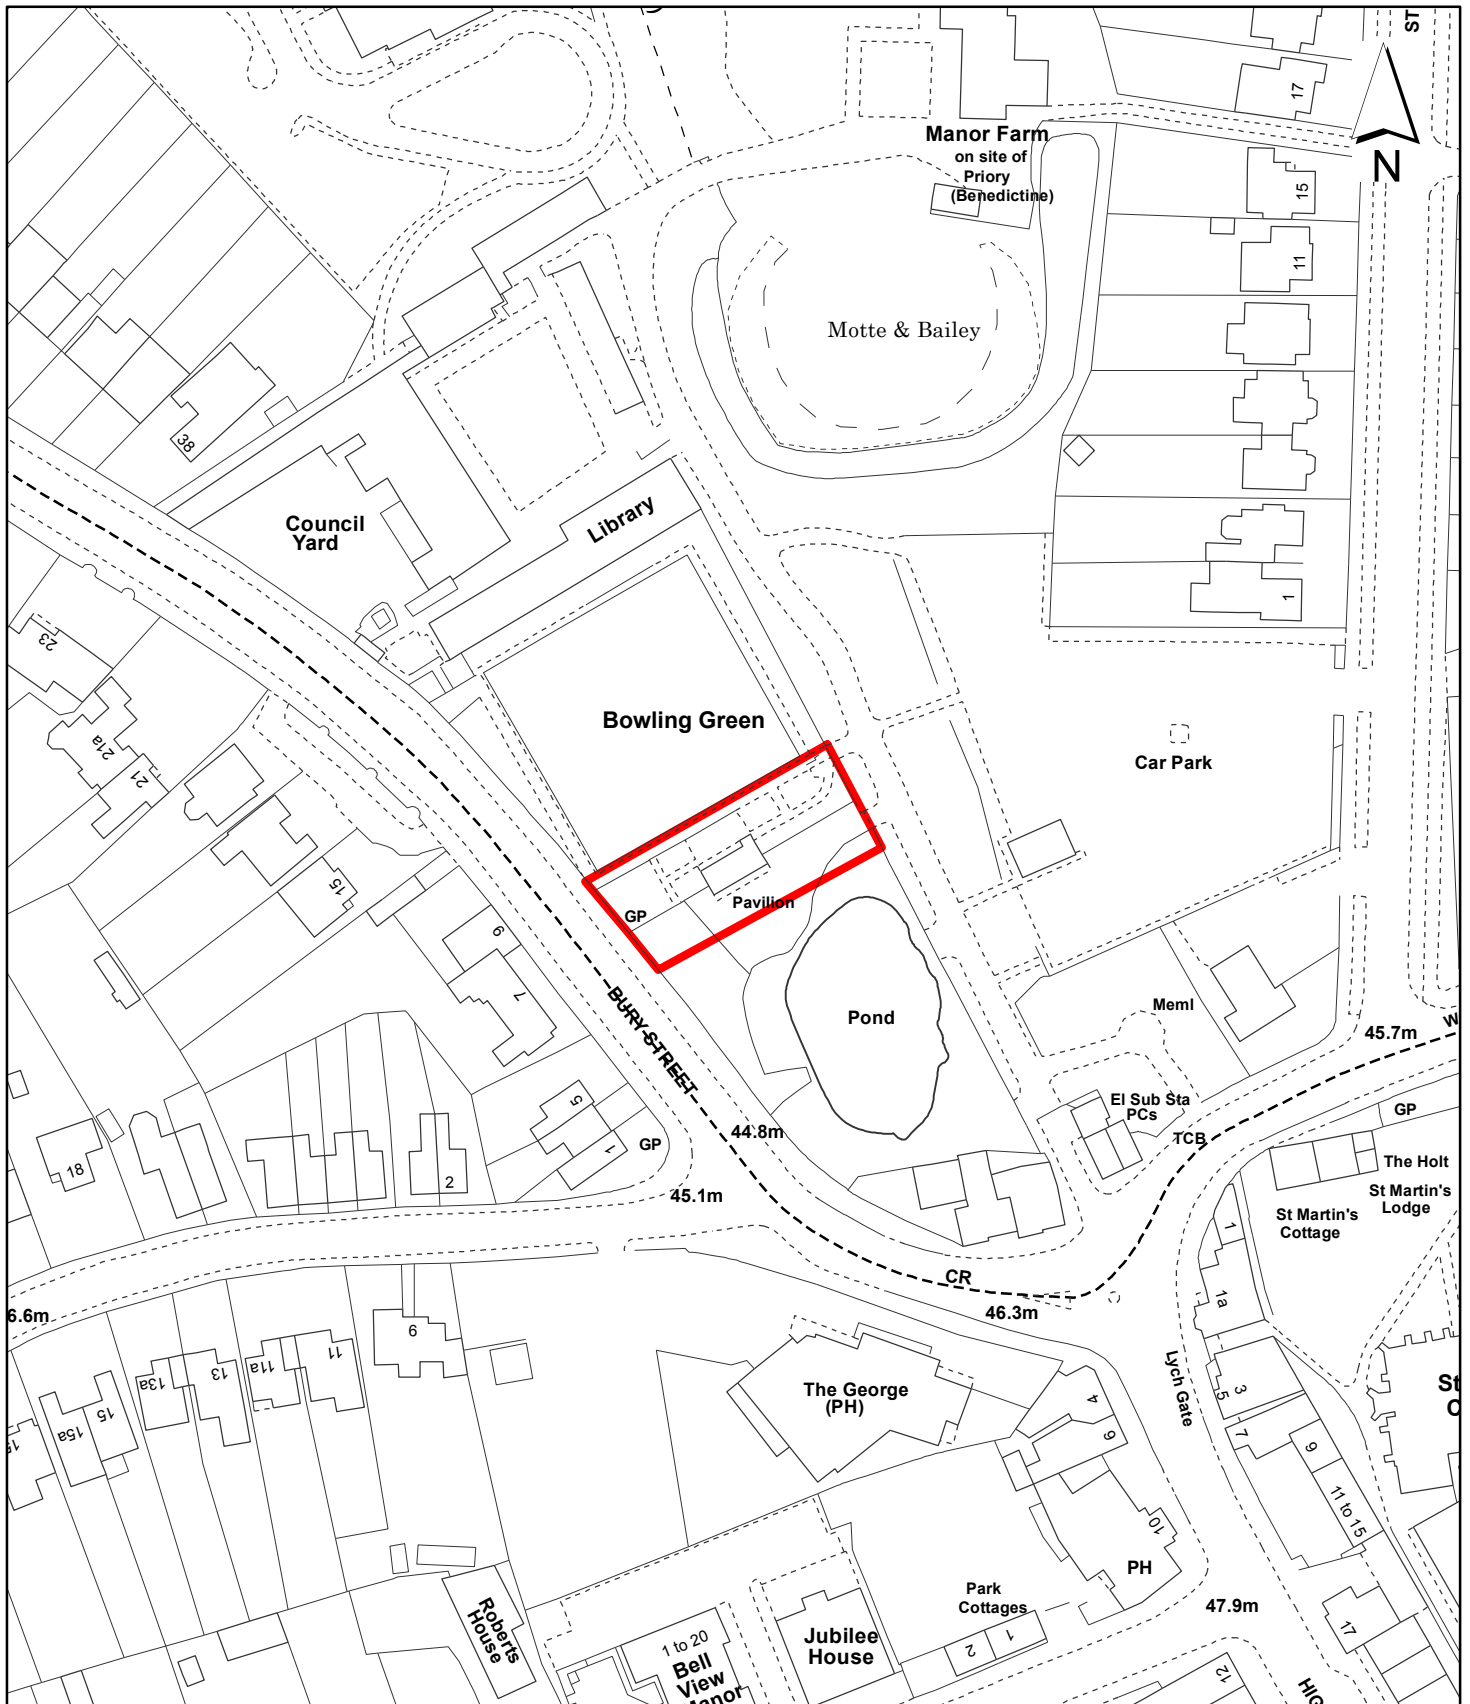 ST
17
Manor Farm
on site of
Priory
(Benedictine)
N
15
11
Motte & Bailey
38
Council
Yard
Library
1
23
21a
21
Bowling Green
Car Park
15
GP
Pavilion
9
7
BURY STREET
Pond
Meml
45.7m
W
El Sub Sta
PCs
TCB
GP
The Holt
St Martin's
Lodge
St Martin's
Cottage
18
2
5
1
GP
44.8m
45.1m
1
1a
CR
46.3m
6.6m
9
11
11a
13
13a
15
15a
The George
(PH)
4
6
Lych Gate
3
5
7
9
11 to 15
St
C
10
PH
Park
Cottages
47.9m
17
Roberts
House
1 to 20
Bell
View
Manor
Jubilee
House
2
1
12
HIG